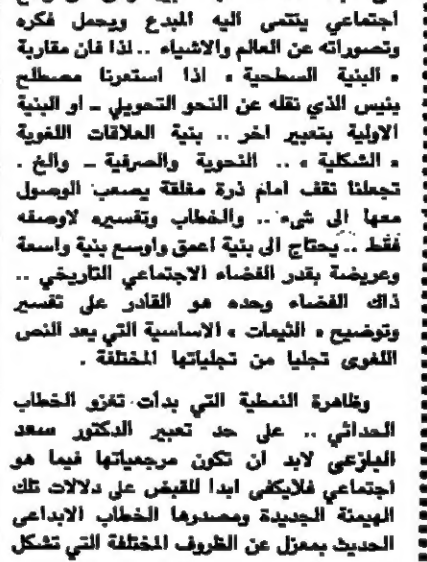 اجتماعي ينتمى اليه المبدع ويحمل فكره
وتصوراته عن العالم والاشياء .. لذا فان مقاربة
« البنية السطحية » اذا استعرنا مصطلح
بنيس الذي نقله عن النحو التحويلي ـ او البنية
الاولية بتعبير اخر .. بنية العلاقات اللغوية
« الشكلية » .. النحوية والصرفية ـ والخ .
تجعلنا نقف امام ذرة مغلقة يصعب الوصول
معها الى شيء .. والخطاب وتفسيره لاوصفه
فقط .. يحتاج الى بنية اعمق واوسع بنية واسعة
وعريضة بقدر الفضاء الاجتماعي التاريخي ..
ذاك الفضاء وحده هو القادر على تفسير
وتوضيح « الثيمات » الاساسية التي يعد النص
اللغوى تجليا من تجلياتها المختلفة .
وظاهرة النمطية التي بدأت تغزو الخطاب
الحداثي .. على حد تعبير الدكتور سعد
البازعي لابد ان تكون مرجعياتها فيما هو
اجتماعي فلايكفى ابدا للقبض على دلالات تلك
الهيمنة الجديدة ومصدرها الخطاب الابداعى
الحديث بمعزل عن الظروف المختلفة التي تشكل